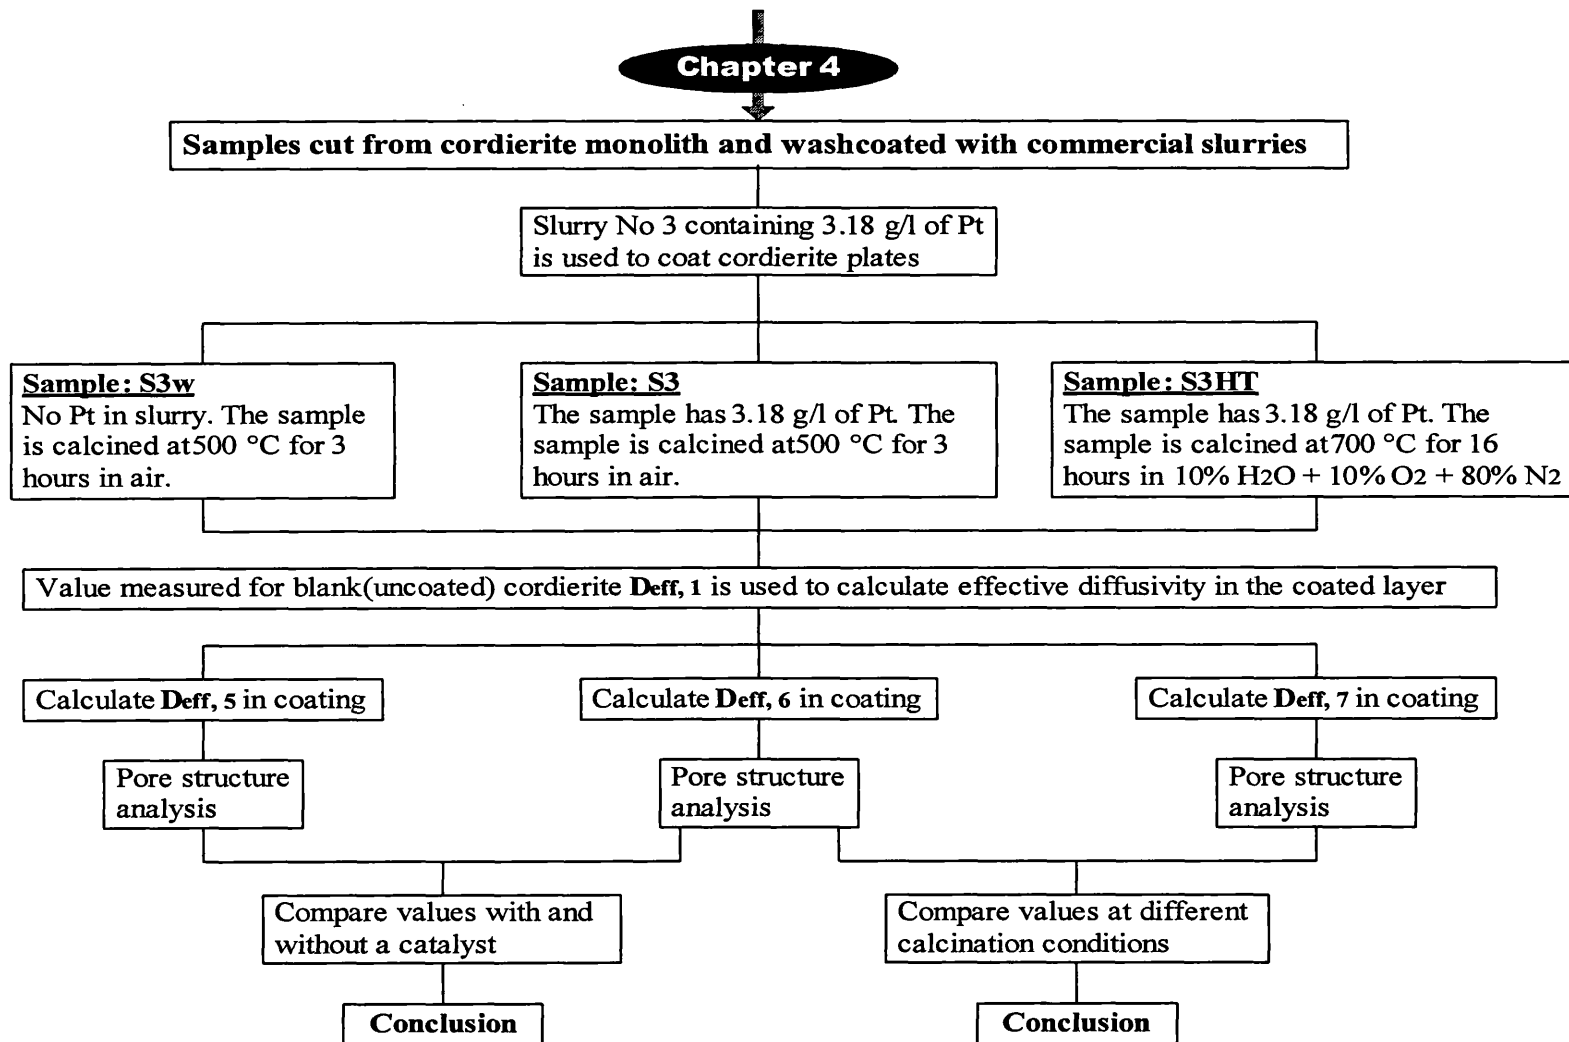 Chapter 4
Samples cut from cordierite monolith and washcoated with commercial slurries
Slurry No 3 containing 3.18 g/l of Pt
is used to coat cordierite plates
Sample: S3w
No Pt in slurry. The sample
is calcined at500 °C for 3
hours in air.
Sample: S3
The sample has 3.18 g/l of Pt. The
sample is calcined at500 °C for 3
hours in air.
Sample: S3HT
The sample has 3.18 g/l of Pt. The
sample is calcined at700 °C for 16
hours in 10% H2O + 10% O2 + 80% N2
Value measured for blank(uncoated) cordierite Deff, 1 is used to calculate effective diffusivity in the coated layer
Calculate Deff, 5 in coating
Calculate Deff, 6 in coating
Calculate Deff, 7 in coating
Pore structure
analysis
Pore structure
analysis
Pore structure
analysis
Compare values with and
without a catalyst
Compare values at different
calcination conditions
Conclusion
Conclusion